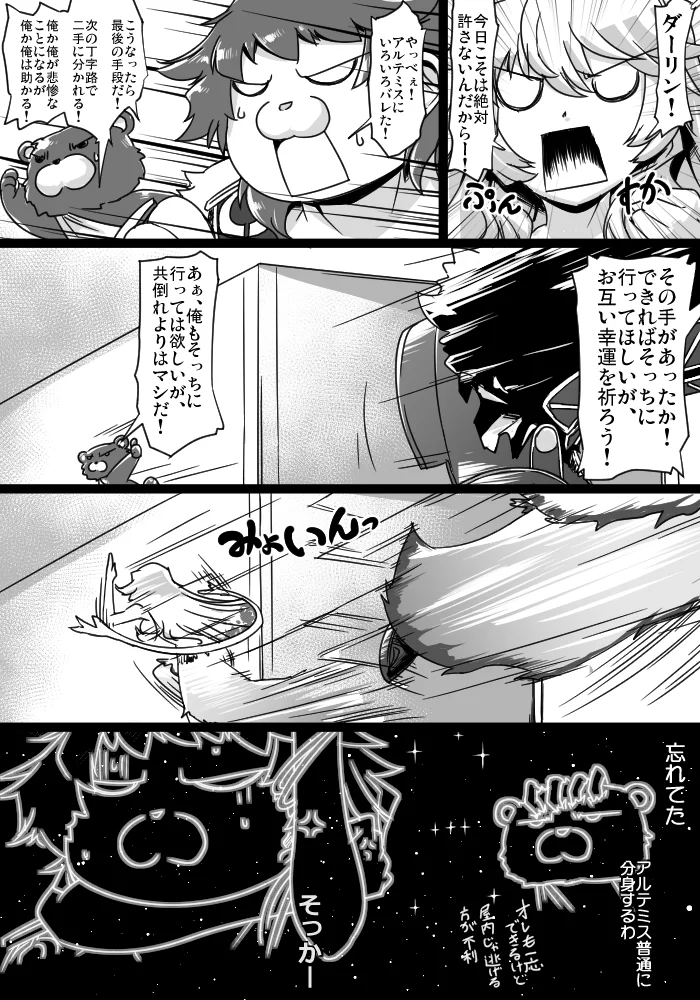 ダーリン！
今日こそは絶対
許さないんだからー！
ぷん
すか
やっべぇ！
アルテミスに
いろいろバレた！
こうなったら
最後の手段だ！
次の丁字路で
二手に分かれる！
俺か俺が悲惨な
ことになるが
俺か俺は助かる！
その手があったか！
できればそっちに
行ってほしいが、
お互い幸運を祈ろう！
あぁ、俺もそっちに
行っては欲しいが、
共倒れよりはマシだ！
みょいんっ
忘れてた
アルテミス普通に
分身するわ
オレも一応
できるけど
屋内じゃ逃げる
方が不利
そっかー